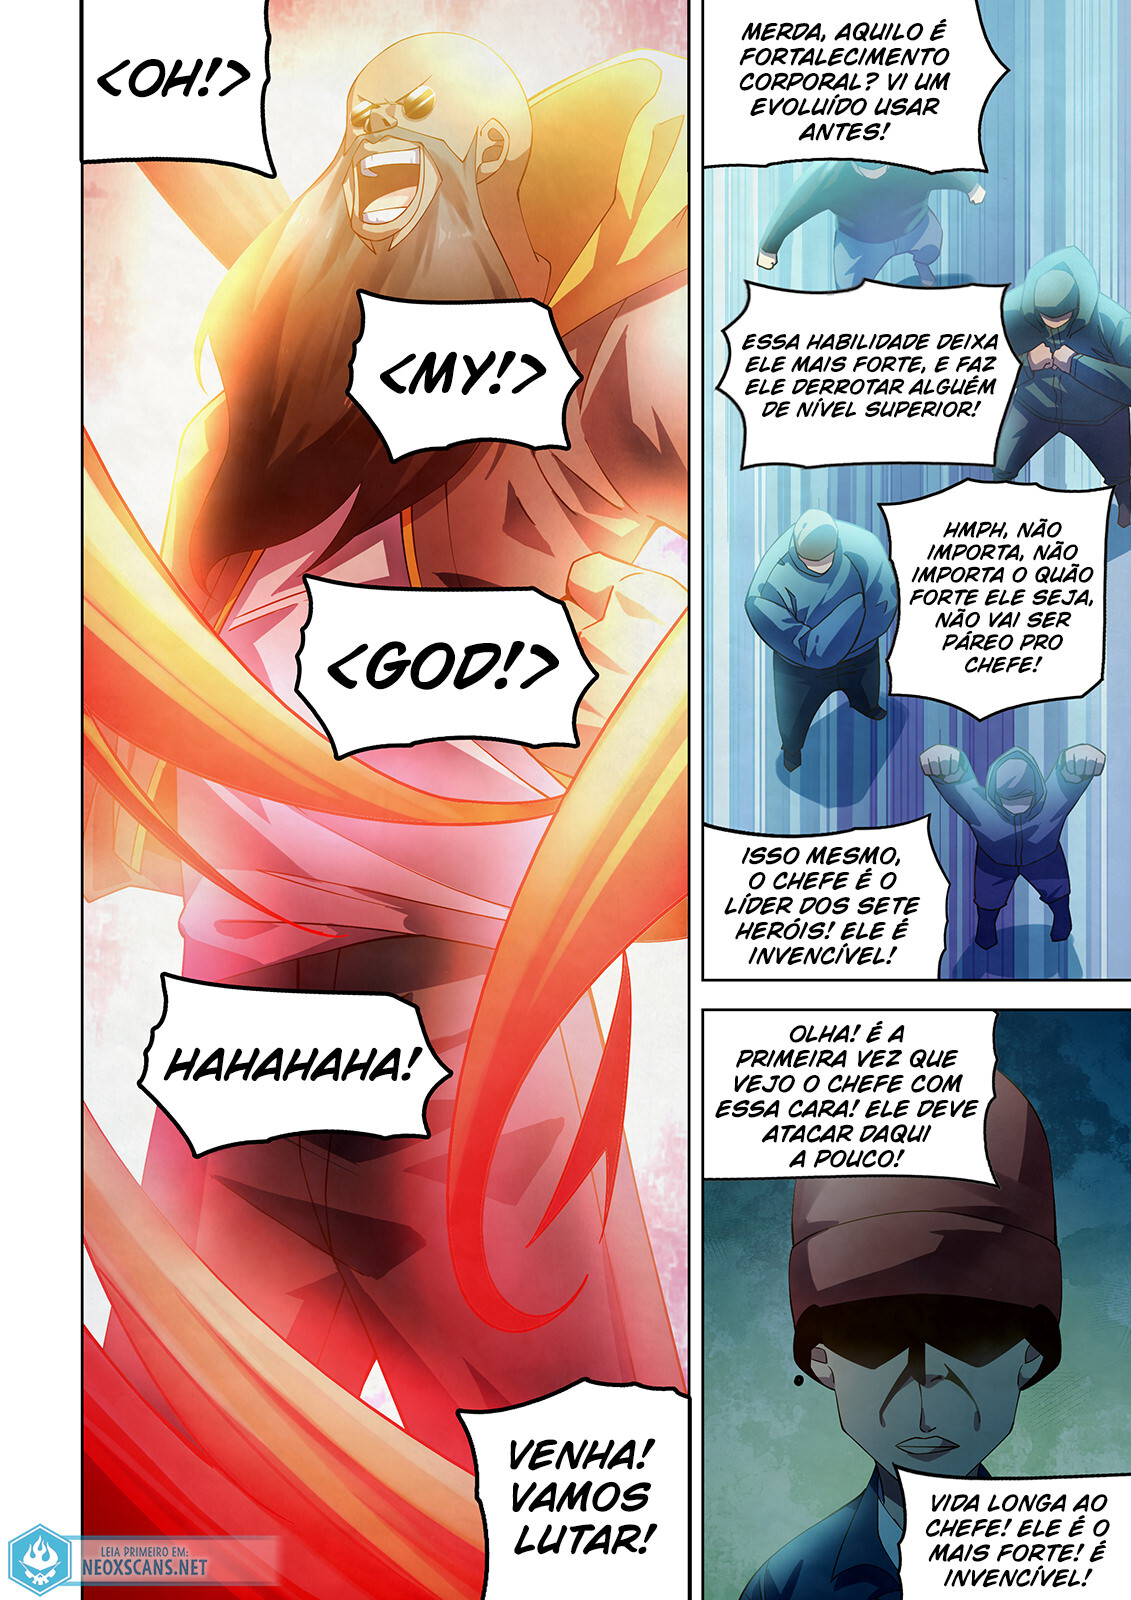 <OH!>
<MY!>
<GOD!>
HAHAHAHA!
VENHA!
VAMOS
LUTAR!
MERDA, AQUILO É
FORTALECIMENTO
CORPORAL? VI UM
EVOLUÍDO USAR
ANTES!
ESSA HABILIDADE DEIXA
ELE MAIS FORTE, E FAZ
ELE DERROTAR ALGUÉM
DE NÍVEL SUPERIOR!
HMPH, NÃO
IMPORTA, NÃO
IMPORTA O QUÃO
FORTE ELE SEJA,
NÃO VAI SER
PÁREO PRO
CHEFE!
ISSO MESMO,
O CHEFE É O
LÍDER DOS SETE
HERÓIS! ELE É
INVENCÍVEL!
OLHA! É A
PRIMEIRA VEZ QUE
VEJO O CHEFE COM
ESSA CARA! ELE DEVE
ATACAR DAQUI
A POUCO!
VIDA LONGA AO
CHEFE! ELE É O
MAIS FORTE! É
INVENCÍVEL!
LEIA PRIMEIRO EM:
NEOXSCANS.NET